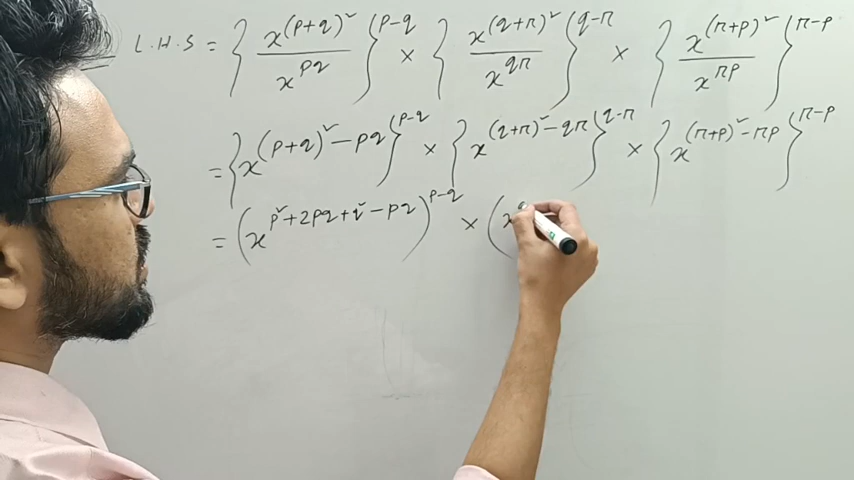 L.H.S = {x^(p+q)²/x^pq}^p-q × {x^(q+r)²/x^qr}^q-r × {x^(r+p)²/x^rp}^r-p
= {x^(p+q)²-pq}^p-q × {x^(q+r)²-qr}^q-r × {x^(r+p)²-rp}^r-p
= (x^p²+2pq+q²-pq)^p-q × (x